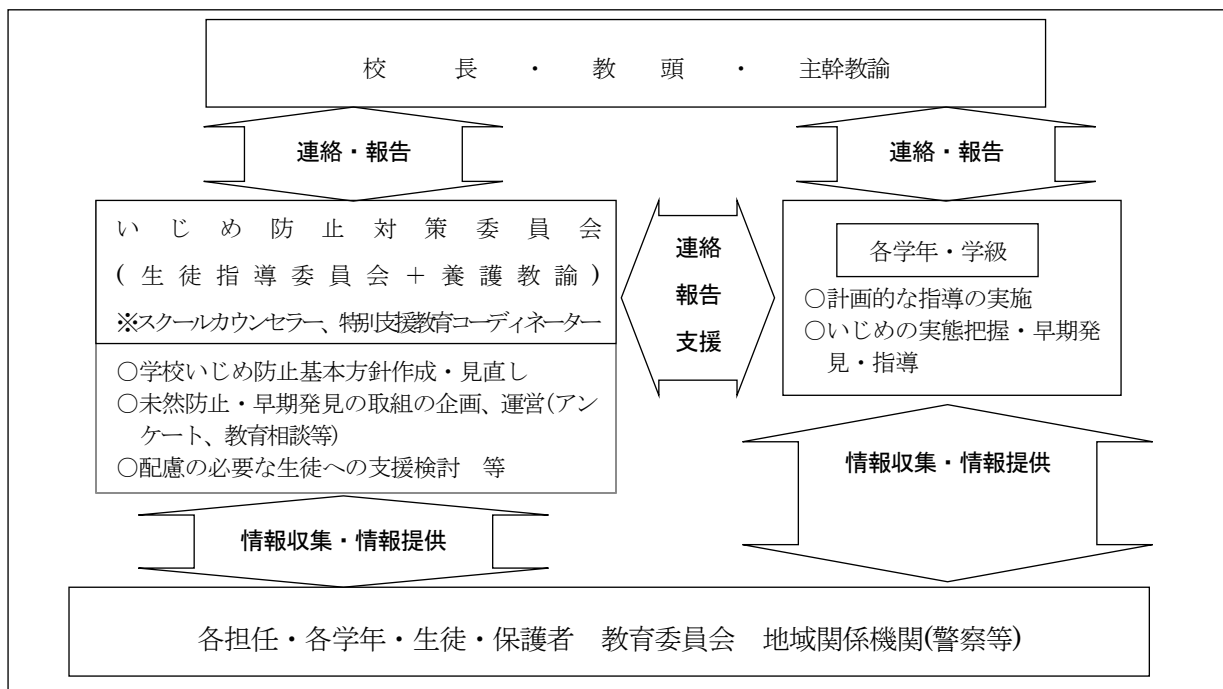 校長・教頭・主幹教諭
連絡・報告
連絡・報告
いじめ防止対策委員会
(生徒指導委員会+養護教諭)
※スクールカウンセラー、特別支援教育コーディネーター
○学校いじめ防止基本方針作成・見直し
○未然防止・早期発見の取組の企画、運営(アン
ケート、教育相談等)
○配慮の必要な生徒への支援検討　等
連絡
報告
支援
各学年・学級
○計画的な指導の実施
○いじめの実態把握・早期発
見・指導
情報収集・情報提供
情報収集・情報提供
各担任・各学年・生徒・保護者　教育委員会　地域関係機関(警察等)